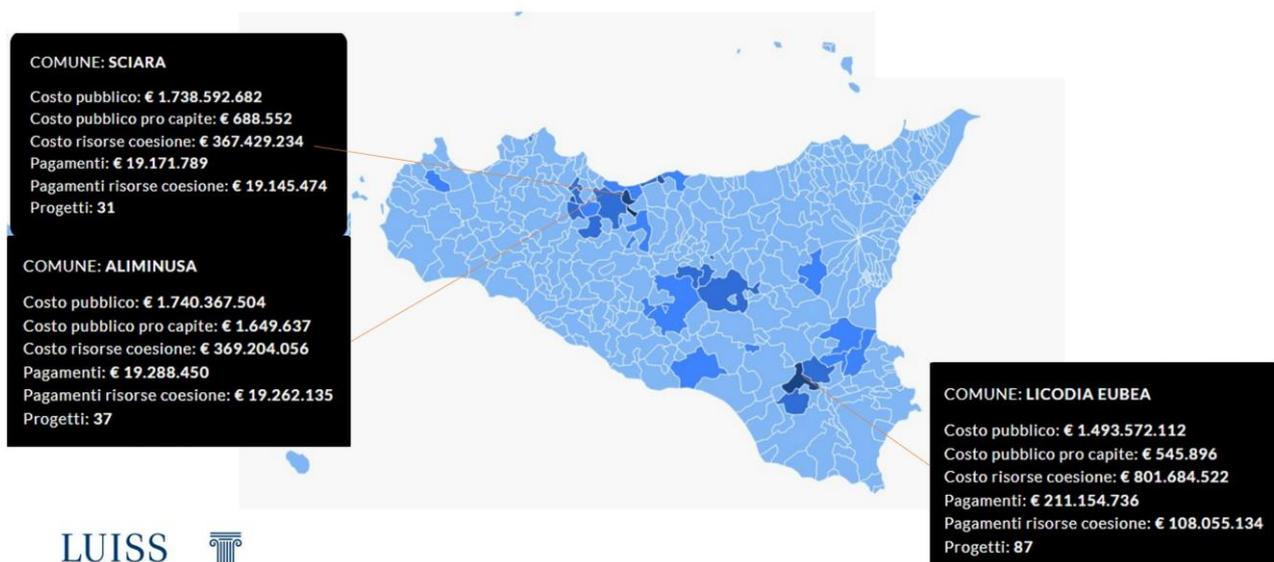 COMUNE: SCIARA
Costo pubblico: € 1.738.592.682
Costo pubblico pro capite: € 688.552
Costo risorse coesione: € 367.429.234
Pagamenti: € 19.171.789
Pagamenti risorse coesione: € 19.145.474
Progetti: 31
COMUNE: ALIMINUSA
Costo pubblico: € 1.740.367.504
Costo pubblico pro capite: € 1.649.637
Costo risorse coesione: € 369.204.056
Pagamenti: € 19.288.450
Pagamenti risorse coesione: € 19.262.135
Progetti: 37
COMUNE: LICODIA EUBEA
Costo pubblico: € 1.493.572.112
Costo pubblico pro capite: € 545.896
Costo risorse coesione: € 801.684.522
Pagamenti: € 211.154.736
Pagamenti risorse coesione: € 108.055.134
Progetti: 87
LUISS